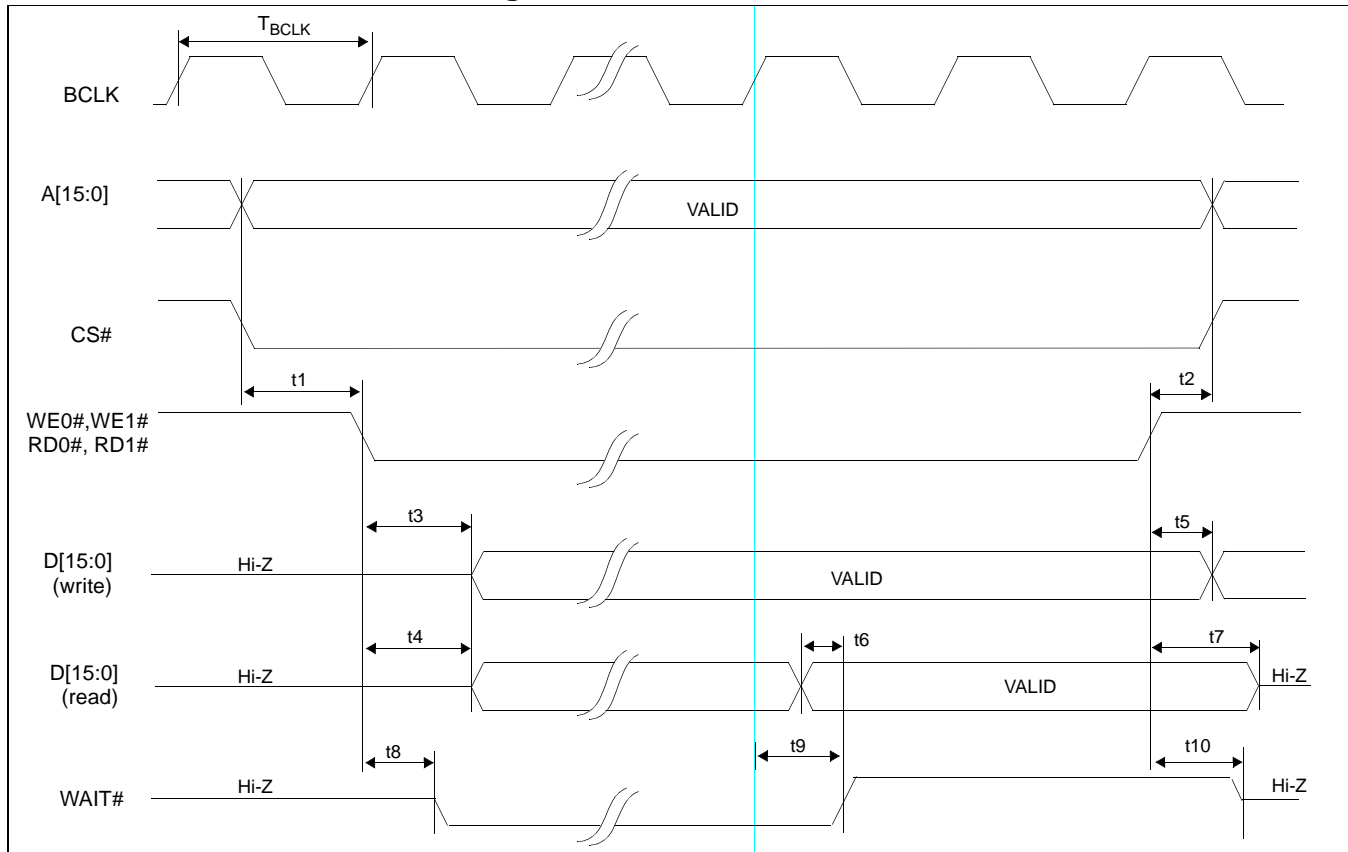 TBCLK
BCLK
A[15:0]
VALID
CS#
t1
t2
WE0#,WE1#
RD0#, RD1#
t3
t5
D[15:0]
(write)
Hi-Z
VALID
t4
t6
t7
D[15:0]
(read)
Hi-Z
VALID
Hi-Z
t8
t9
t10
WAIT#
Hi-Z
Hi-Z